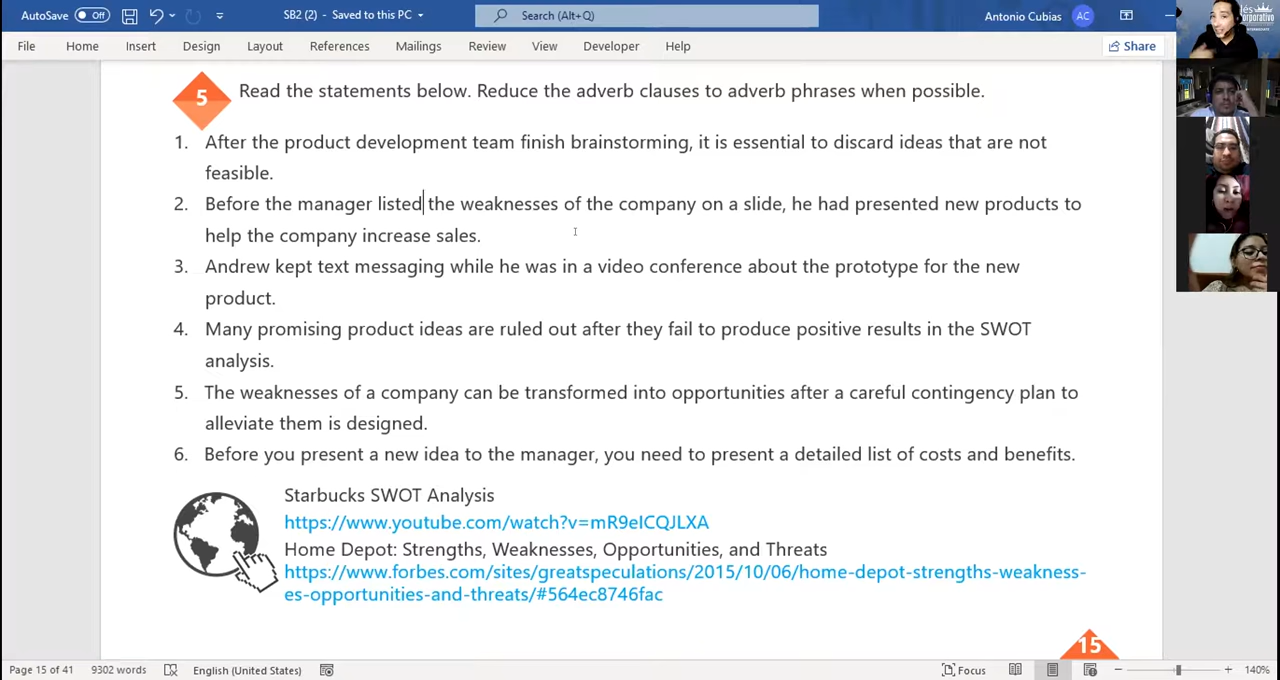 AutoSave Off SB2 (2) - Saved to this PC Search (Alt+Q) Antonio Cubias AC
File Home Insert Design Layout References Mailings Review View Developer Help Share
5 Read the statements below. Reduce the adverb clauses to adverb phrases when possible.
1. After the product development team finish brainstorming, it is essential to discard ideas that are not
feasible.
2. Before the manager listed the weaknesses of the company on a slide, he had presented new products to
help the company increase sales.
3. Andrew kept text messaging while he was in a video conference about the prototype for the new
product.
4. Many promising product ideas are ruled out after they fail to produce positive results in the SWOT
analysis.
5. The weaknesses of a company can be transformed into opportunities after a careful contingency plan to
alleviate them is designed.
6. Before you present a new idea to the manager, you need to present a detailed list of costs and benefits.
Starbucks SWOT Analysis
https://www.youtube.com/watch?v=mR9eICQJLXA
Home Depot: Strengths, Weaknesses, Opportunities, and Threats
https://www.forbes.com/sites/greatspeculations/2015/10/06/home-depot-strengths-weakness-
es-opportunities-and-threats/#564ec8746fac
15
Page 15 of 41 9302 words English (United States) Focus 140%